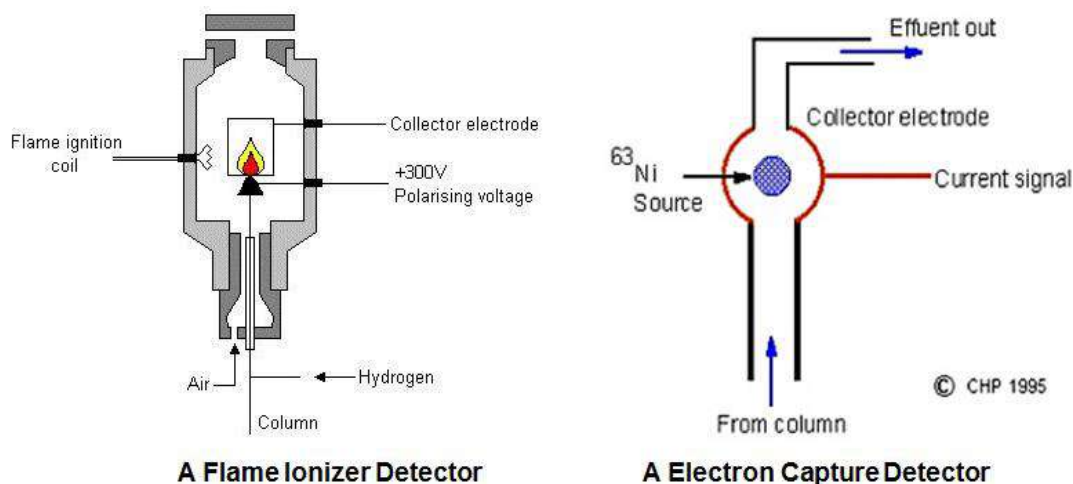 Flame ignition
coil
Collector electrode
+300V
Polarising voltage
Air
Hydrogen
Column
A Flame Ionizer Detector
Effuent out
Collector electrode
63
Ni
Source
Current signal
From column
© CHP 1995
A Electron Capture Detector